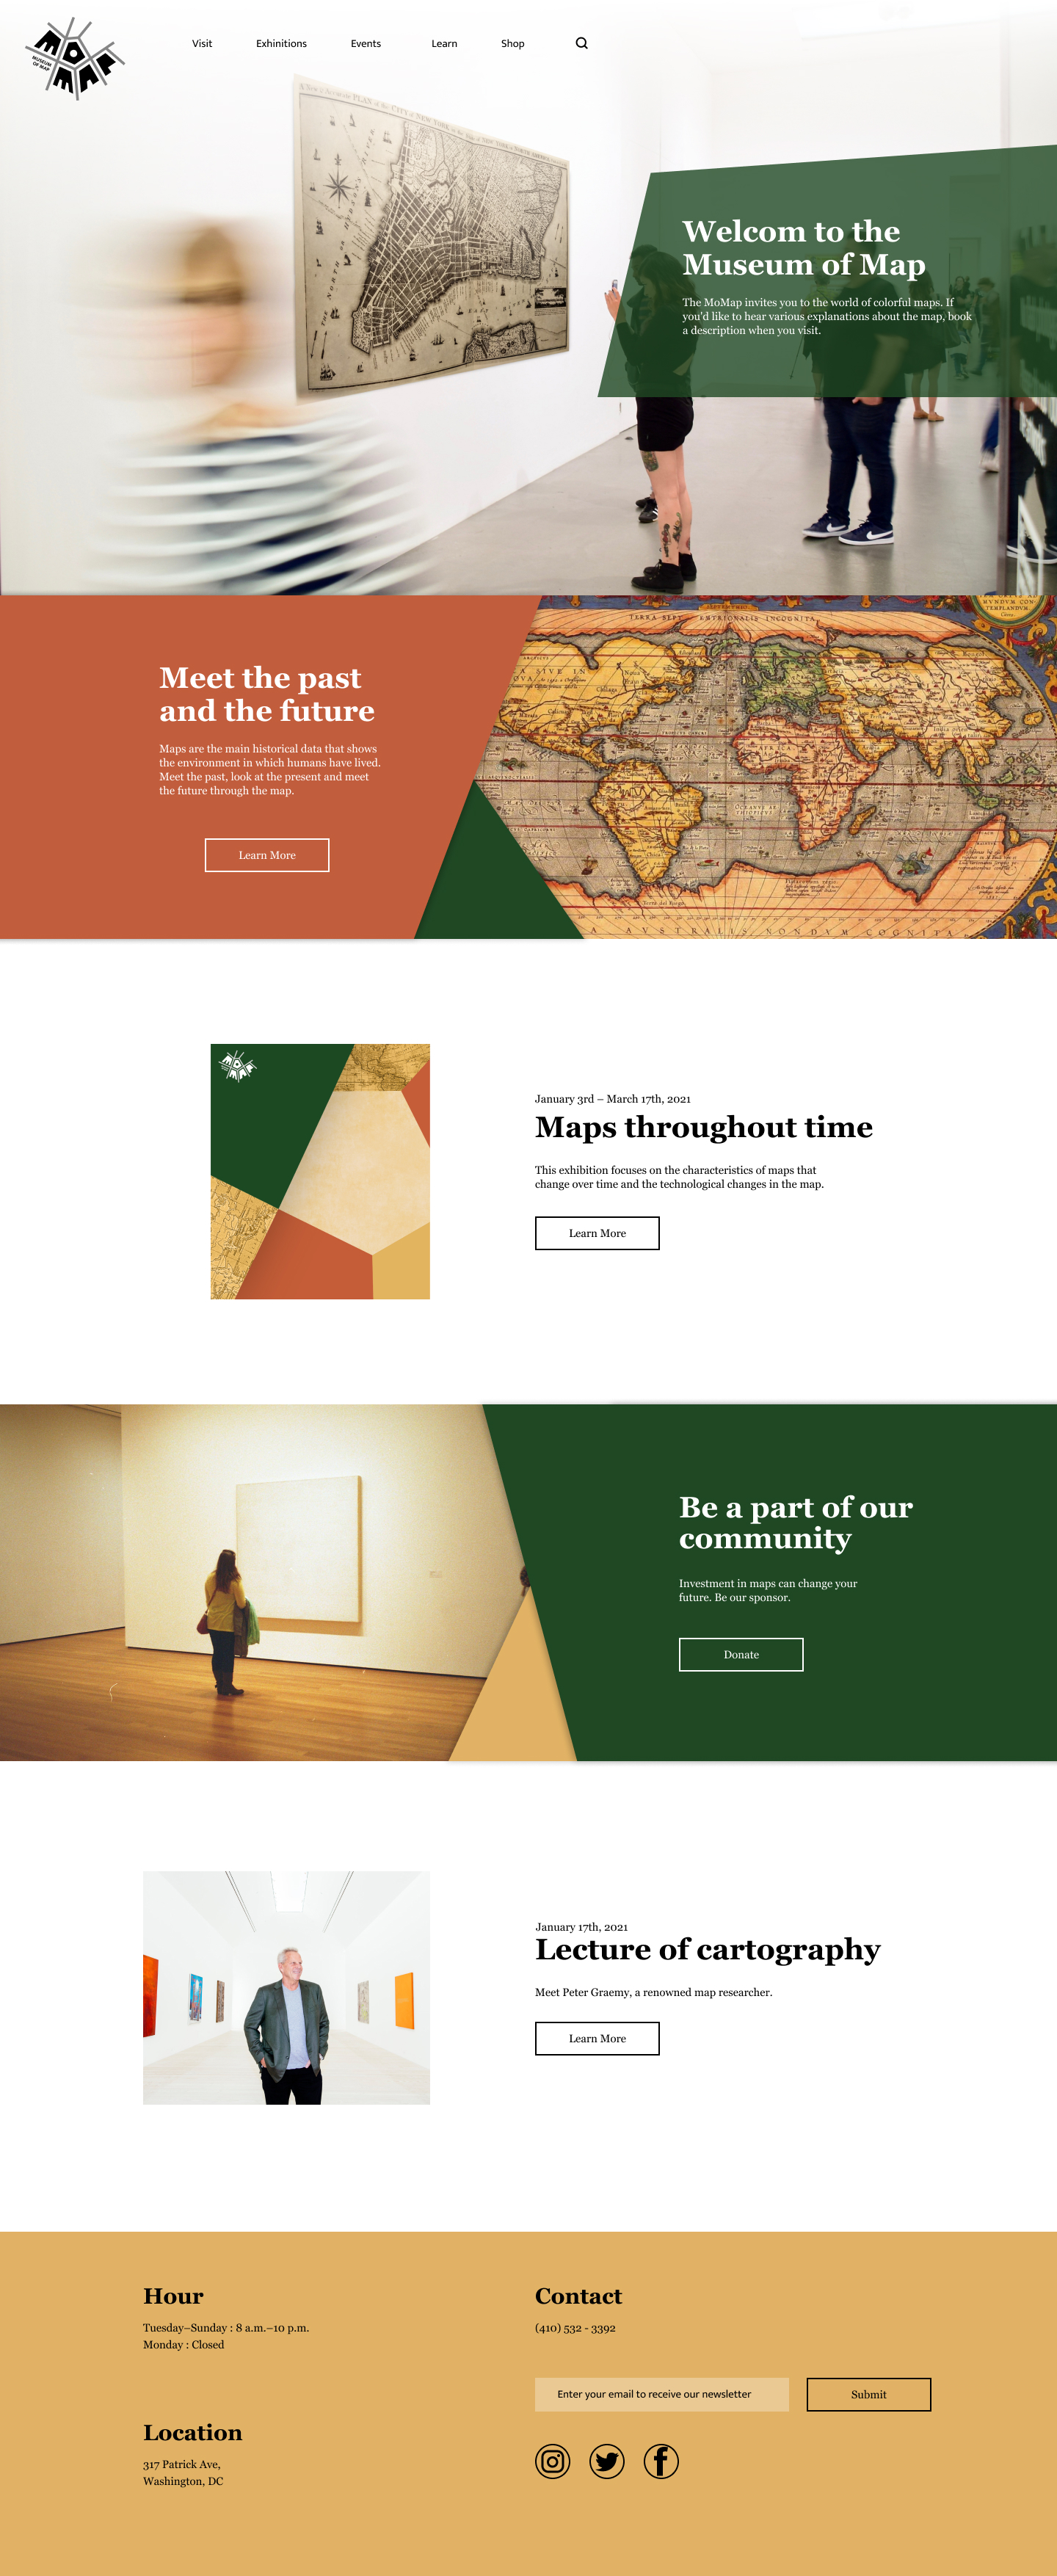 MOMAP
MUSEUM
OF MAP
Visit
Exhinitions
Events
Learn
Shop
Welcom to the
Museum of Map
The MoMap invites you to the world of colorful maps. If
you'd like to hear various explanations about the map, book
a description when you visit.
Meet the past
and the future
Maps are the main historical data that shows
the environment in which humans have lived.
Meet the past, look at the present and meet
the future through the map.
Learn More
January 3rd – March 17th, 2021
Maps throughout time
This exhibition focuses on the characteristics of maps that
change over time and the technological changes in the map.
Learn More
Be a part of our
community
Investment in maps can change your
future. Be our sponsor.
Donate
January 17th, 2021
Lecture of cartography
Meet Peter Graemy, a renowned map researcher.
Learn More
Hour
Tuesday–Sunday : 8 a.m.–10 p.m.
Monday : Closed
Location
317 Patrick Ave,
Washington, DC
Contact
(410) 532 - 3392
Enter your email to receive our newsletter
Submit